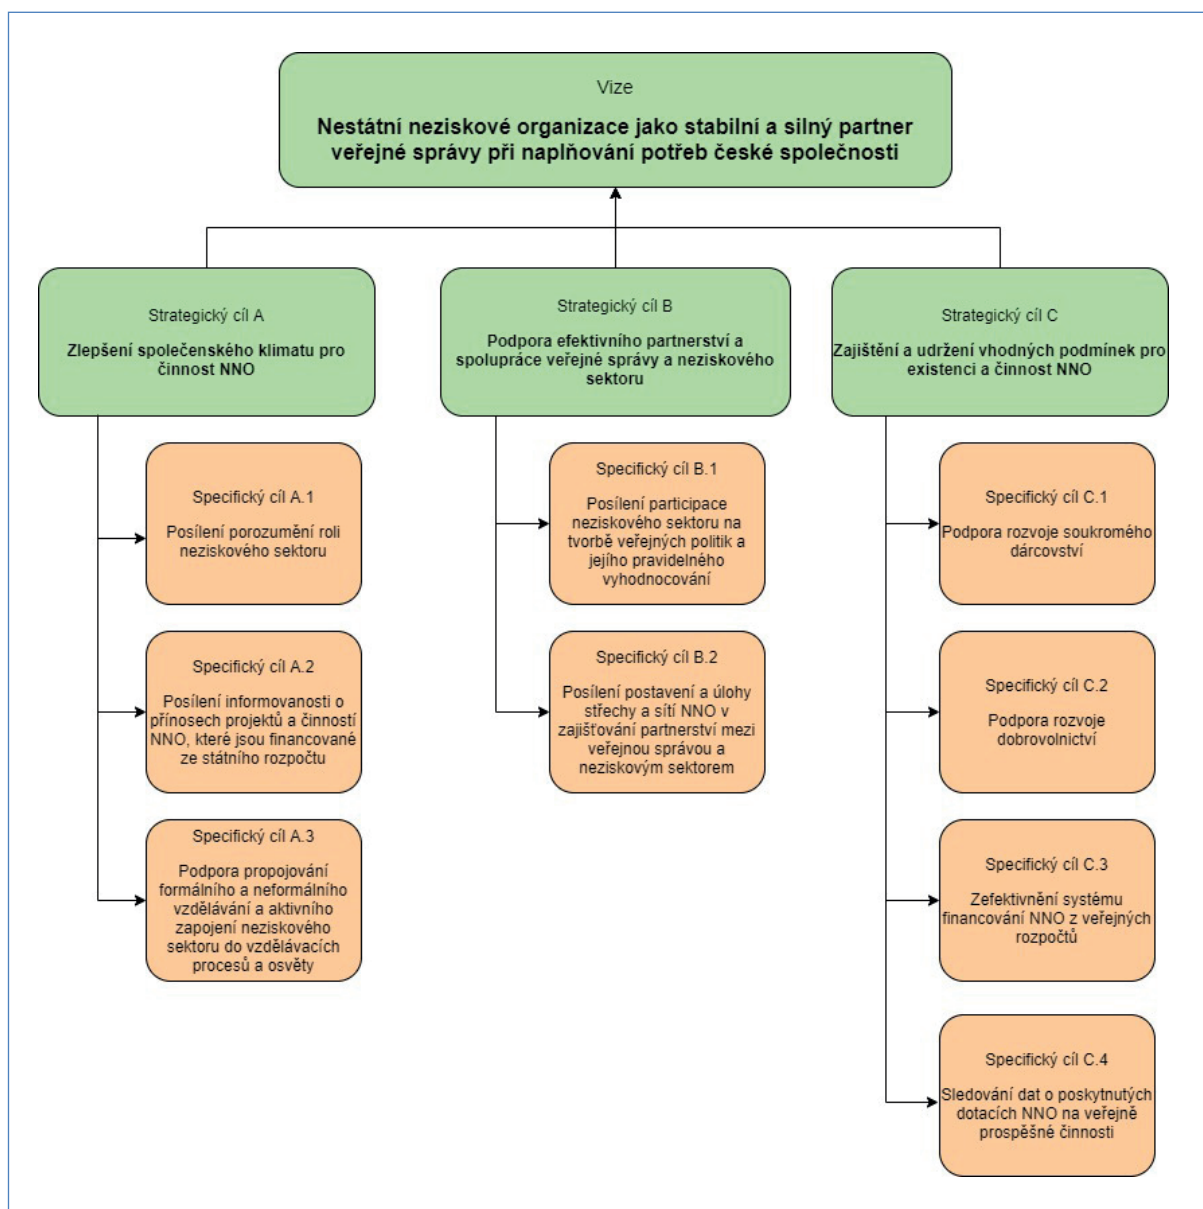 Vize
Nestátní neziskové organizace jako stabilní a silný partner
veřejné správy při naplňování potřeb české společnosti
Strategický cíl A
Zlepšení společenského klimatu pro
činnost NNO
Strategický cíl B
Podpora efektivního partnerství a
spolupráce veřejné správy a neziskového
sektoru
Strategický cíl C
Zajištění a udržení vhodných podmínek pro
existenci a činnost NNO
Specifický cíl A.1
Posílení porozumění roli
neziskového sektoru
Specifický cíl A.2
Posílení informovanosti o
přínosech projektů a činností
NNO, které jsou financované
ze státního rozpočtu
Specifický cíl A.3
Podpora propojování
formálního a neformálního
vzdělávání a aktivního
zapojení neziskového
sektoru do vzdělávacích
procesů a osvěty
Specifický cíl B.1
Posílení participace
neziskového sektoru na
tvorbě veřejných politik a
jejího pravidelného
vyhodnocování
Specifický cíl B.2
Posílení postavení a úlohy
střechy a sítí NNO v
zajišťování partnerství mezi
veřejnou správou a
neziskovým sektorem
Specifický cíl C.1
Podpora rozvoje soukromého
dárcovství
Specifický cíl C.2
Podpora rozvoje
dobrovolnictví
Specifický cíl C.3
Zefektivnění systému
financování NNO z veřejných
rozpočtů
Specifický cíl C.4
Sledování dat o poskytnutých
dotacích NNO na veřejně
prospěšné činnosti